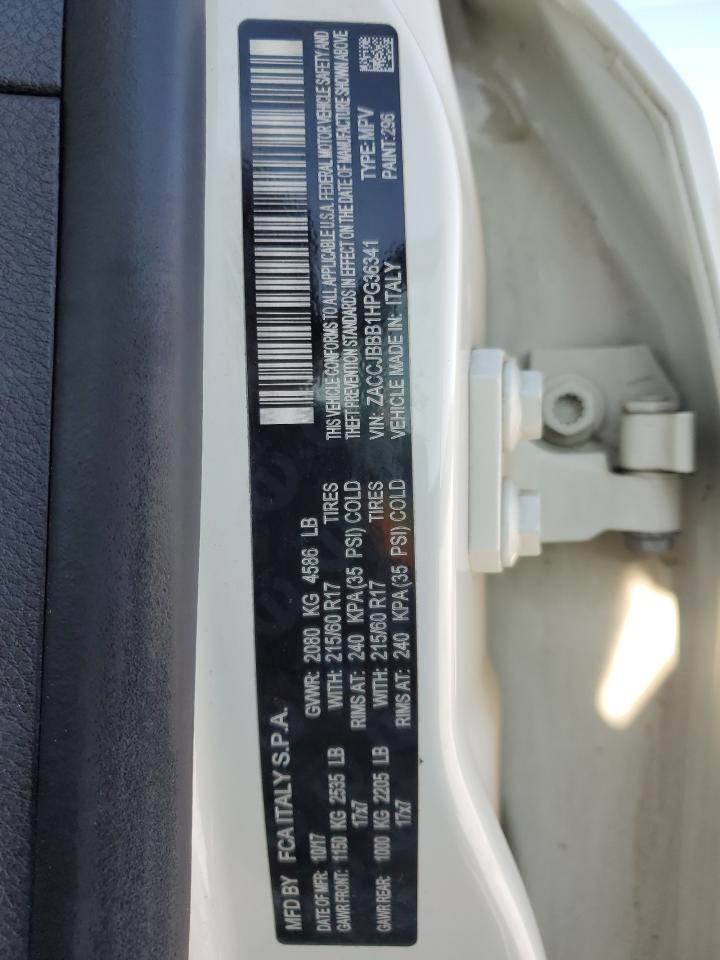 MFD BY FCA ITALY S.P.A.
DATE OF MFR: 10/17 GVWR: 2080 KG 4586 LB
GAWR FRONT: 1150 KG 2535 LB WITH: 215/60 R17 TIRES
17x7 RIMS AT: 240 KPA(35 PSI) COLD
GAWR REAR: 1000 KG 2205 LB WITH: 215/60 R17 TIRES
17x7 RIMS AT: 240 KPA(35 PSI) COLD
THIS VEHICLE CONFORMS TO ALL APPLICABLE U.S.A. FEDERAL MOTOR VEHICLE SAFETY AND
THEFT PREVENTION STANDARDS IN EFFECT ON THE DATE OF MANUFACTURE SHOWN ABOVE
VIN: ZACCJBBB1HPG36341 TYPE:MPV
VEHICLE MADE IN: ITALY PAINT:296